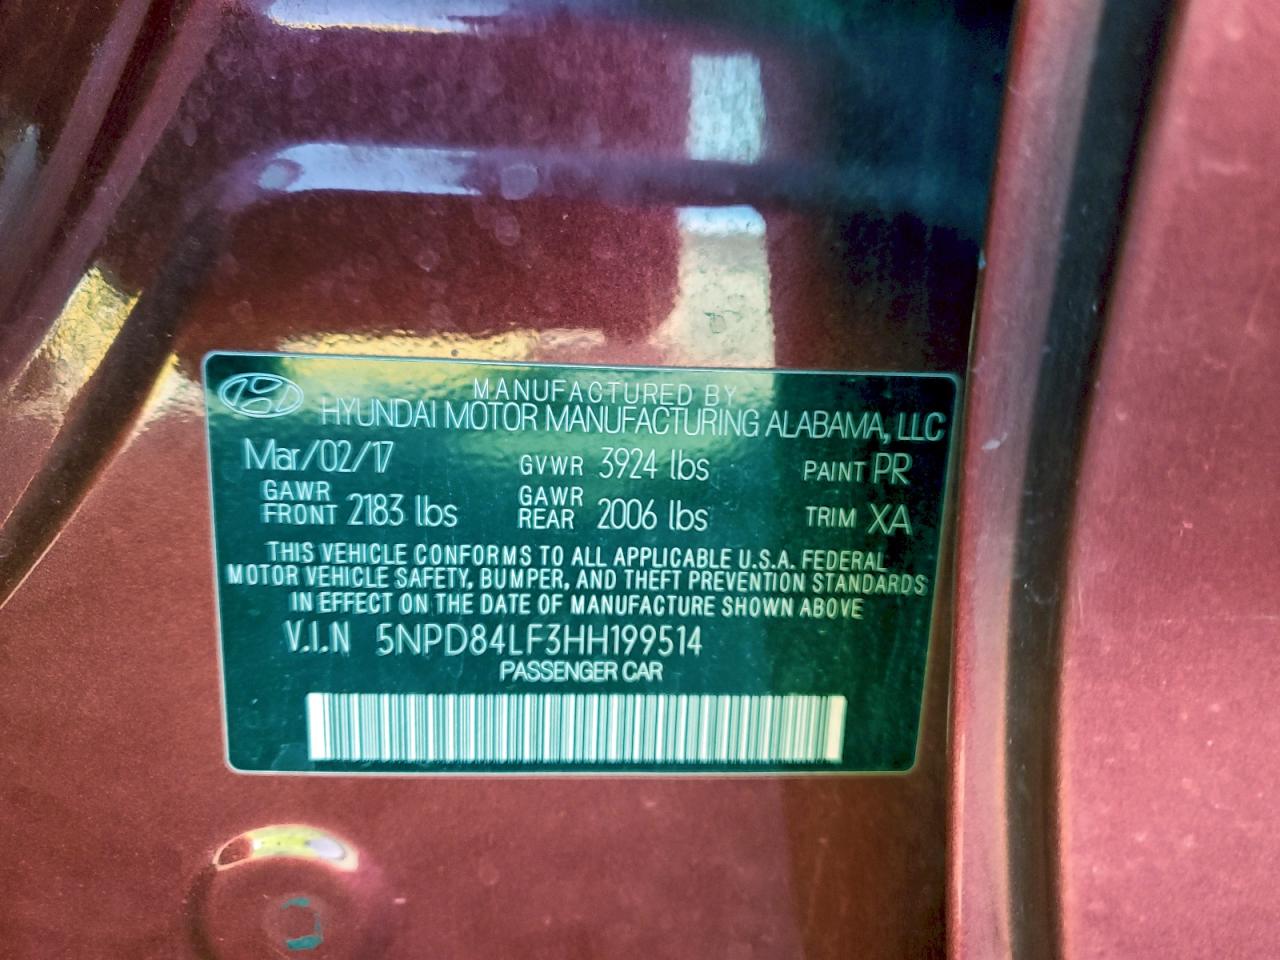 MANUFACTURED BY
HYUNDAI MOTOR MANUFACTURING ALABAMA, LLC
Mar/02/17 GVWR 3924 lbs PAINT PR
GAWR FRONT 2183 lbs GAWR REAR 2006 lbs TRIM XA
THIS VEHICLE CONFORMS TO ALL APPLICABLE U.S.A. FEDERAL
MOTOR VEHICLE SAFETY, BUMPER, AND THEFT PREVENTION STANDARDS
IN EFFECT ON THE DATE OF MANUFACTURE SHOWN ABOVE
V.I.N 5NPD84LF3HH199514
PASSENGER CAR